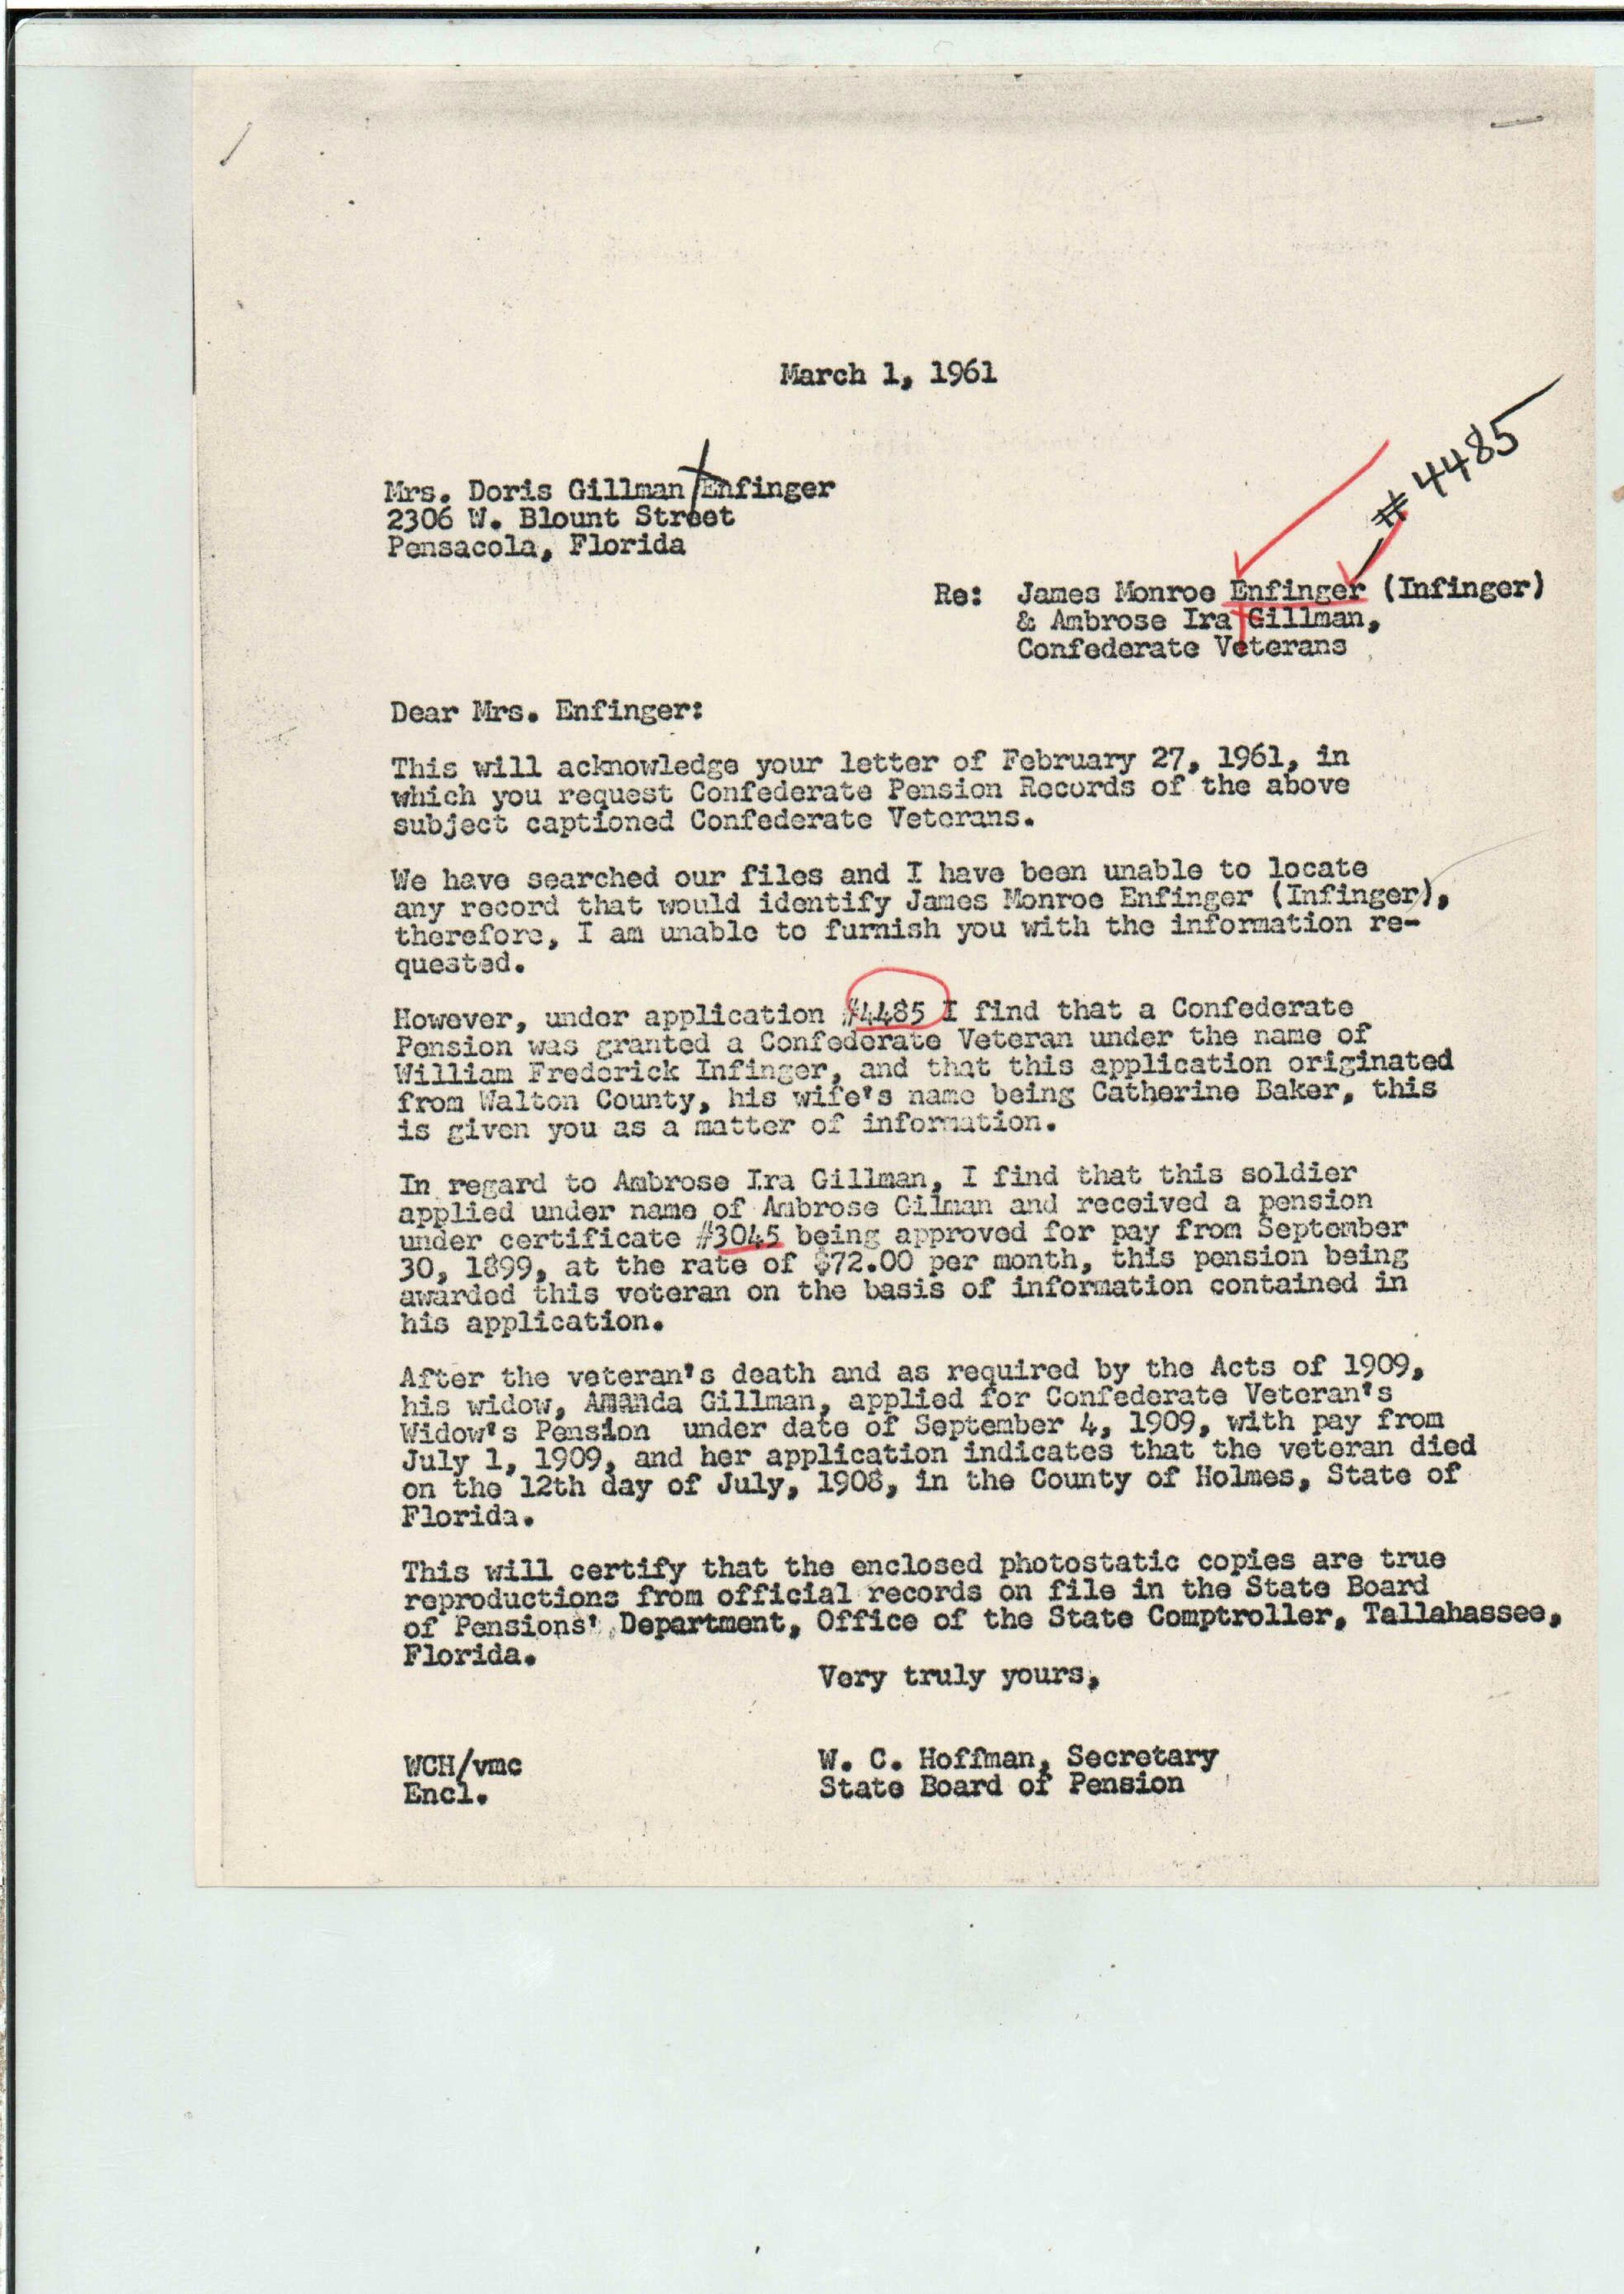 March 1, 1961
# 4485
Mrs. Doris Gillman Enfinger
2306 W. Blount Street
Pensacola, Florida
Re: James Monroe Enfinger (Infinger)
& Ambrose Ira Gillman,
Confederate Veterans
Dear Mrs. Enfinger:
This will acknowledge your letter of February 27, 1961, in
which you request Confederate Pension Records of the above
subject captioned Confederate Veterans.
We have searched our files and I have been unable to locate
any record that would identify James Monroe Enfinger (Infinger),
therefore, I am unable to furnish you with the information re-
quested.
However, under application #4485 I find that a Confederate
Pension was granted a Confederate Veteran under the name of
William Frederick Infinger, and that this application originated
from Walton County, his wife's name being Catherine Baker, this
is given you as a matter of information.
In regard to Ambrose Ira Gillman, I find that this soldier
applied under name of Ambrose Gilman and received a pension
under certificate #3045 being approved for pay from September
30, 1899, at the rate of $72.00 per month, this pension being
awarded this veteran on the basis of information contained in
his application.
After the veteran's death and as required by the Acts of 1909,
his widow, Amanda Gillman, applied for Confederate Veteran's
Widow's Pension under date of September 4, 1909, with pay from
July 1, 1909, and her application indicates that the veteran died
on the 12th day of July, 1908, in the County of Holmes, State of
Florida.
This will certify that the enclosed photostatic copies are true
reproductions from official records on file in the State Board
of Pensions' Department, Office of the State Comptroller, Tallahassee,
Florida.
Very truly yours,
WCH/vmc
Encl.
W. C. Hoffman, Secretary
State Board of Pension